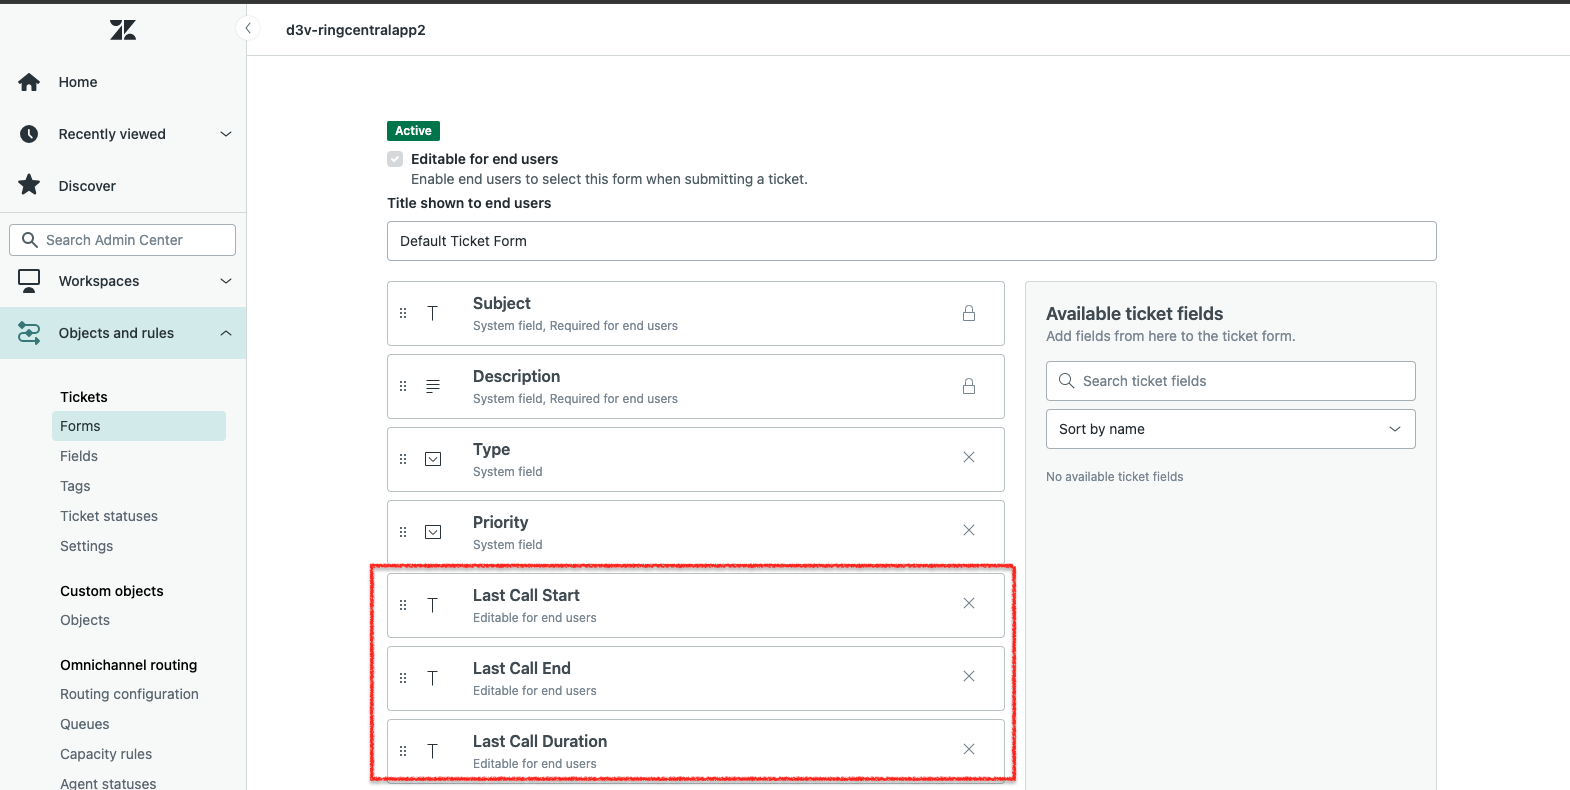 d3v-ringcentralapp2
Home
Recently viewed
Discover
Search Admin Center
Workspaces
Objects and rules
Tickets
Forms
Fields
Tags
Ticket statuses
Settings
Custom objects
Objects
Omnichannel routing
Routing configuration
Queues
Capacity rules
Agent statuses
Active
Editable for end users
Enable end users to select this form when submitting a ticket.
Title shown to end users
Default Ticket Form
Subject
System field, Required for end users
Description
System field, Required for end users
Type
System field
Priority
System field
Last Call Start
Editable for end users
Last Call End
Editable for end users
Last Call Duration
Editable for end users
Available ticket fields
Add fields from here to the ticket form.
Search ticket fields
Sort by name
No available ticket fields